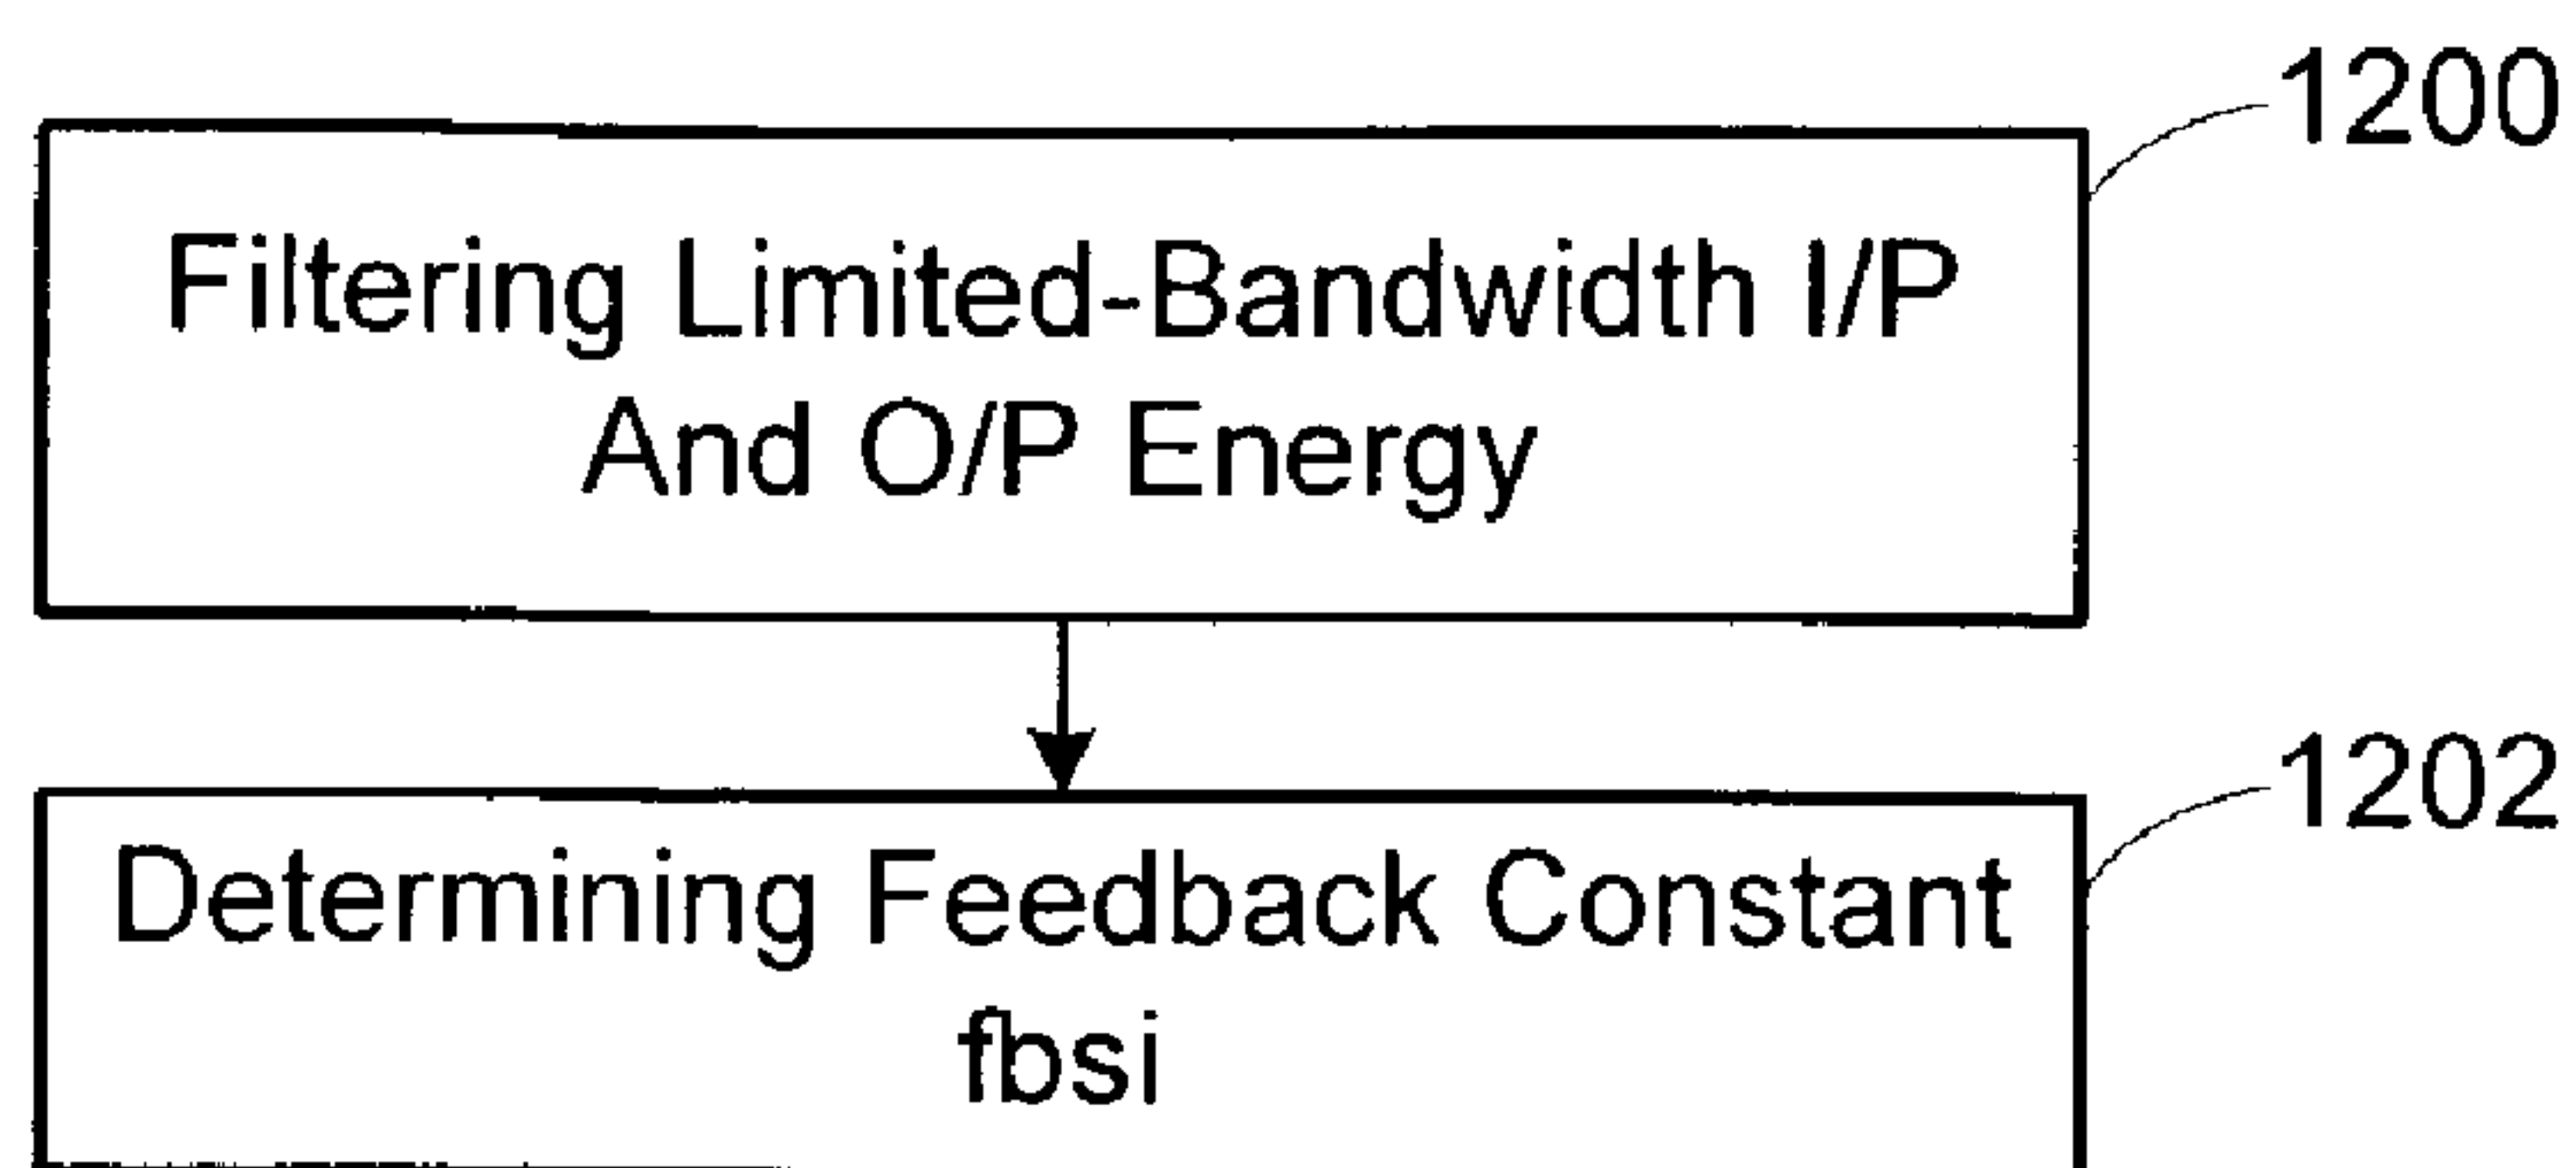 1200
Filtering Limited-Bandwidth I/P
And O/P Energy
1202
Determining Feedback Constant
fbsi